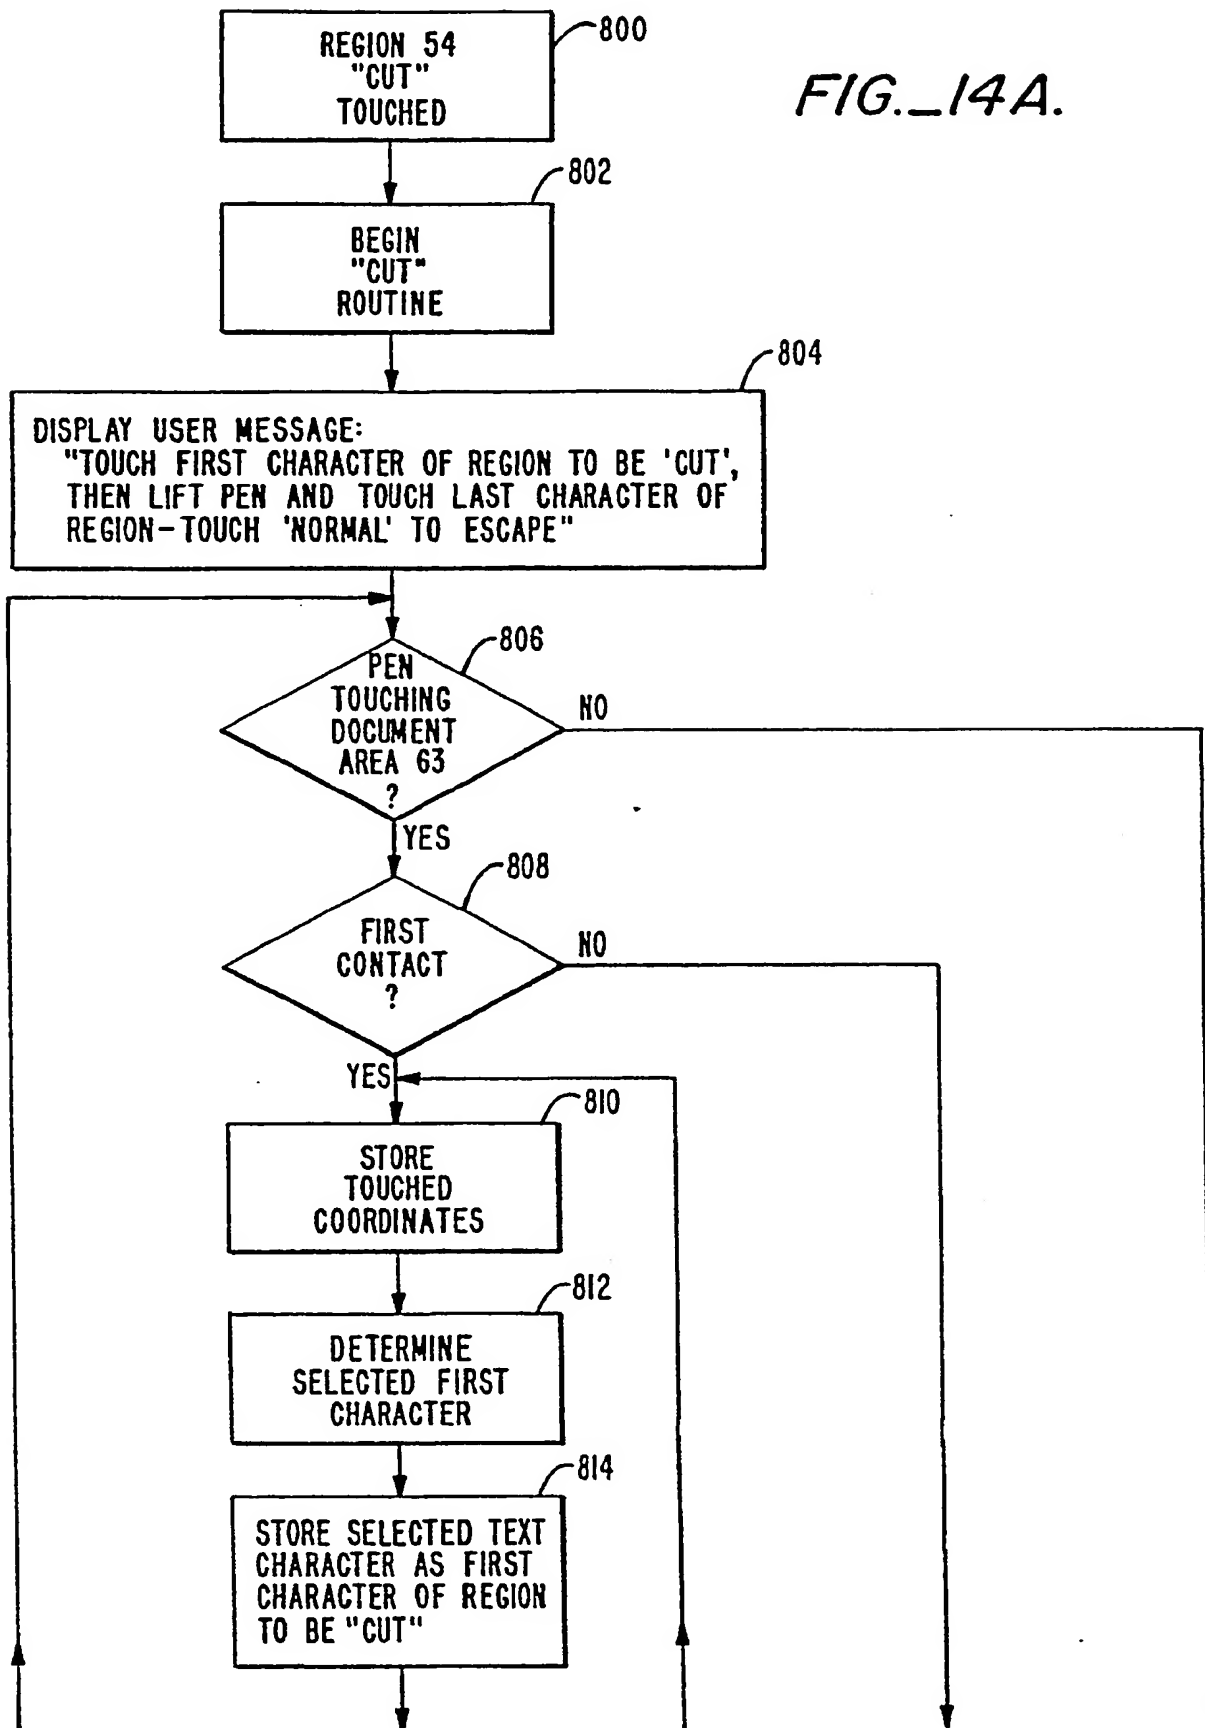 800
REGION 54
"CUT"
TOUCHED
FIG._14A.
802
BEGIN
"CUT"
ROUTINE
804
DISPLAY USER MESSAGE:
"TOUCH FIRST CHARACTER OF REGION TO BE 'CUT',
THEN LIFT PEN AND TOUCH LAST CHARACTER OF
REGION-TOUCH 'NORMAL' TO ESCAPE"
806
PEN
TOUCHING
DOCUMENT
AREA 63
?
NO
YES
808
FIRST
CONTACT
?
NO
YES
810
STORE
TOUCHED
COORDINATES
812
DETERMINE
SELECTED FIRST
CHARACTER
814
STORE SELECTED TEXT
CHARACTER AS FIRST
CHARACTER OF REGION
TO BE "CUT"